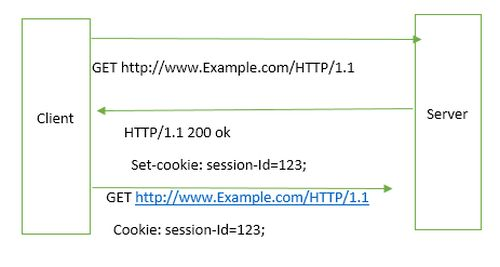 GET http://www.Example.com/HTTP/1.1
Client
Server
HTTP/1.1 200 ok
Set-cookie: session-Id=123;
GET http://www.Example.com/HTTP/1.1
Cookie: session-Id=123;